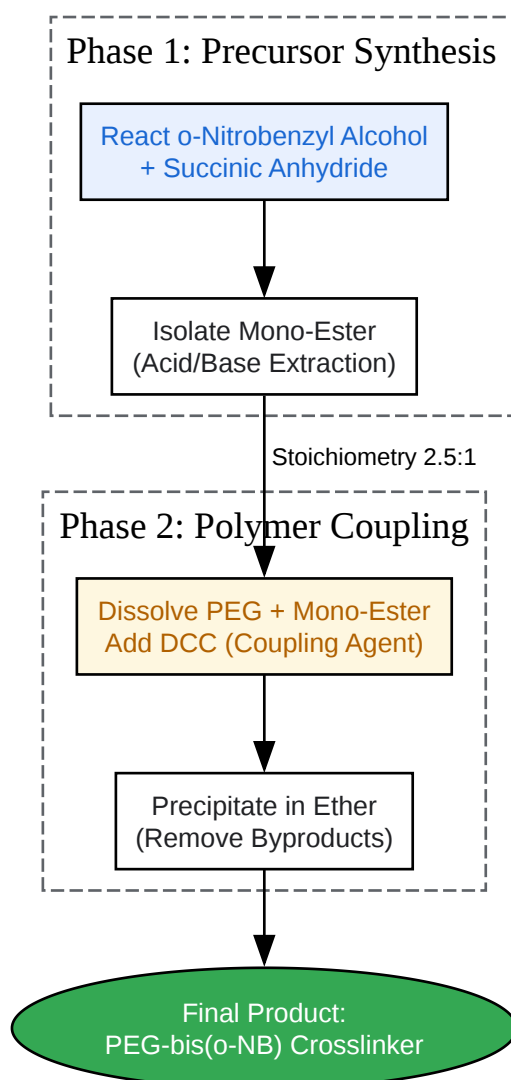 Phase 1: Precursor Synthesis
React o-Nitrobenzyl Alcohol
+ Succinic Anhydride
Isolate Mono-Ester
(Acid/Base Extraction)
Stoichiometry 2.5:1
Phase 2: Polymer Coupling
Dissolve PEG + Mono-Ester
Add DCC (Coupling Agent)
Precipitate in Ether
(Remove Byproducts)
Final Product:
PEG-bis(o-NB) Crosslinker